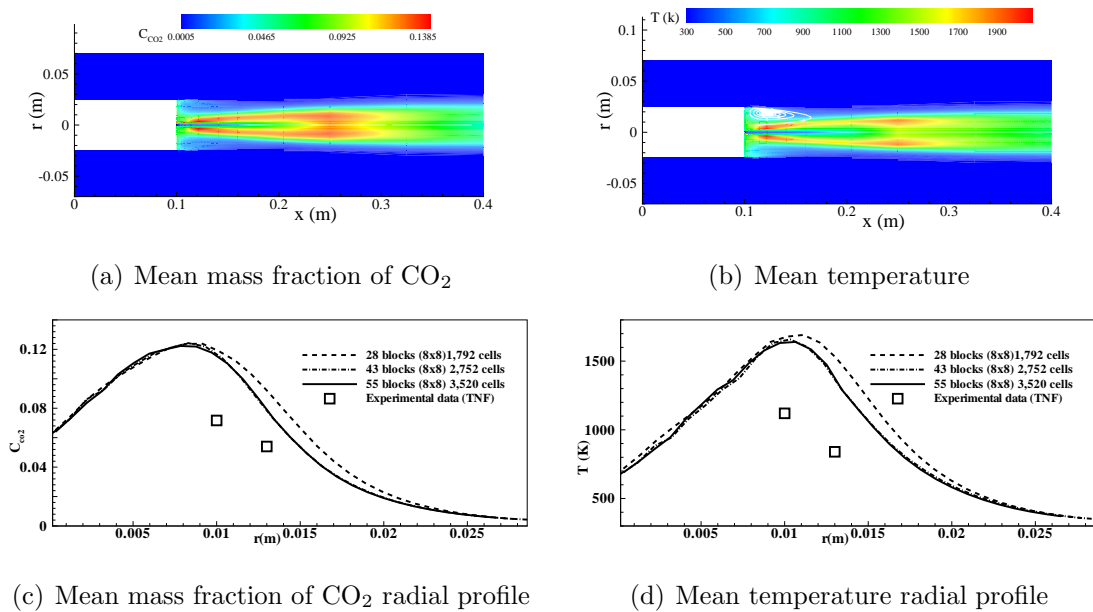 C_CO2
0.0005 0.0465 0.0925 0.1385
r (m)
0.05
0
-0.05
0 0.1 0.2 0.3 0.4
x (m)
(a) Mean mass fraction of CO₂
T (k)
300 500 700 900 1100 1300 1500 1700 1900
r (m)
0.1
0.05
0
-0.05
0 0.1 0.2 0.3 0.4
x (m)
(b) Mean temperature
C_co2
0.12
0.08
0.04
0
28 blocks (8x8)1,792 cells
43 blocks (8x8) 2,752 cells
55 blocks (8x8) 3,520 cells
Experimental data (TNF)
0.005 0.01 0.015 0.02 0.025
r(m)
(c) Mean mass fraction of CO₂ radial profile
T (K)
1500
1000
500
28 blocks (8x8)1,792 cells
43 blocks (8x8) 2,752 cells
55 blocks (8x8) 3,520 cells
Experimental data (TNF)
0.005 0.01 0.015 0.02 0.025
r(m)
(d) Mean temperature radial profile